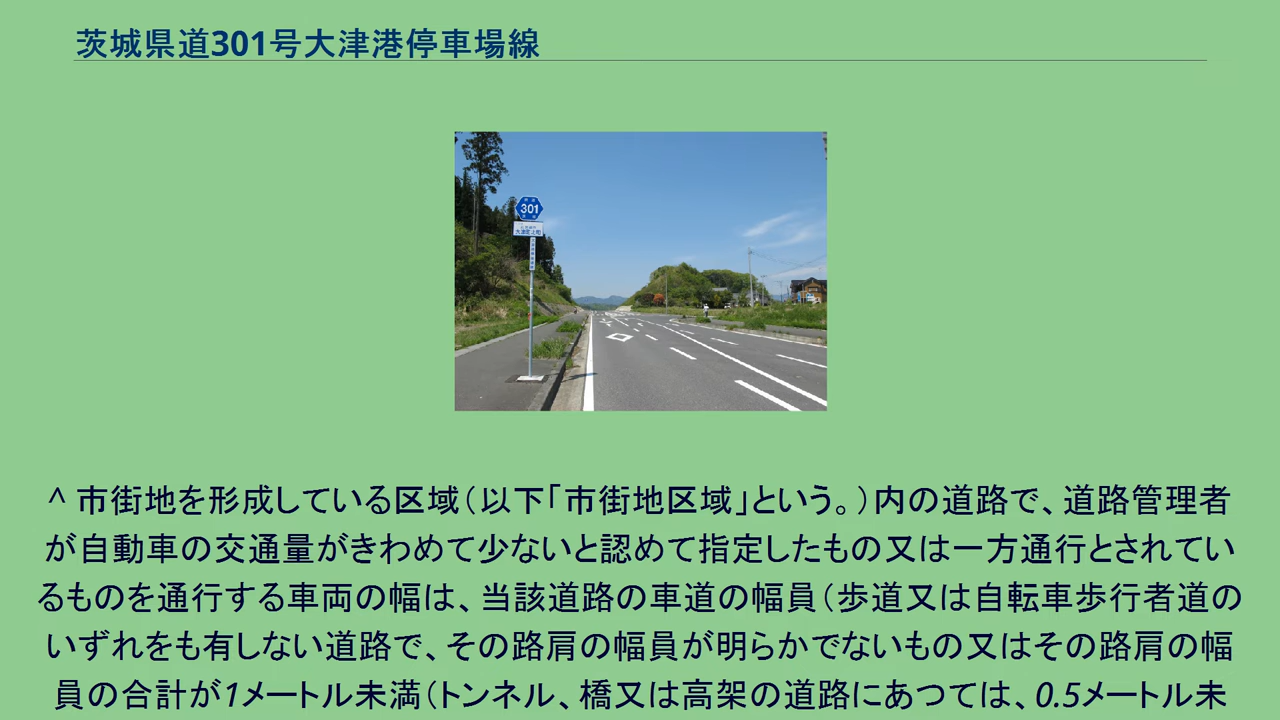 茨城県道301号大津港停車場線
301
^ 市街地を形成している区域（以下「市街地区域」という。）内の道路で、道路管理者
が自動車の交通量がきわめて少ないと認めて指定したもの又は一方通行とされてい
るものを通行する車両の幅は、当該道路の車道の幅員（歩道又は自転車歩行者道の
いずれをも有しない道路で、その路肩の幅員が明らかでないもの又はその路肩の幅
員の合計が1メートル未満（トンネル、橋又は高架の道路にあつては、0.5メートル未